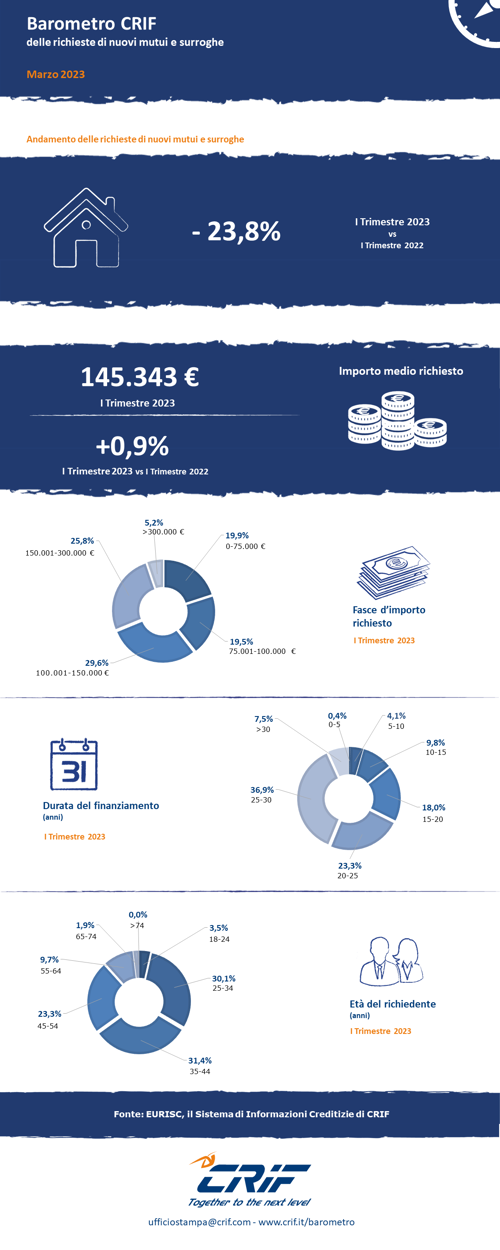 Barometro CRIF
delle richieste di nuovi mutui e surroghe
Marzo 2023
Andamento delle richieste di nuovi mutui e surroghe
- 23,8%
I Trimestre 2023
vs
I Trimestre 2022
145.343 €
I Trimestre 2023
+0,9%
I Trimestre 2023 vs I Trimestre 2022
Importo medio richiesto
5,2%
>300.000 €
19,9%
0-75.000 €
25,8%
150.001-300.000 €
19,5%
75.001-100.000 €
29,6%
100.001-150.000 €
Fasce d'importo
richiesto
I Trimestre 2023
31
Durata del finanziamento
(anni)
I Trimestre 2023
7,5%
>30
0,4%
0-5
4,1%
5-10
9,8%
10-15
36,9%
25-30
18,0%
15-20
23,3%
20-25
0,0%
>74
1,9%
65-74
3,5%
18-24
9,7%
55-64
30,1%
25-34
23,3%
45-54
31,4%
35-44
Età del richiedente
(anni)
I Trimestre 2023
Fonte: EURISC, il Sistema di Informazioni Creditizie di CRIF
CRIF
Together to the next level
ufficiostampa@crif.com - www.crif.it/barometro